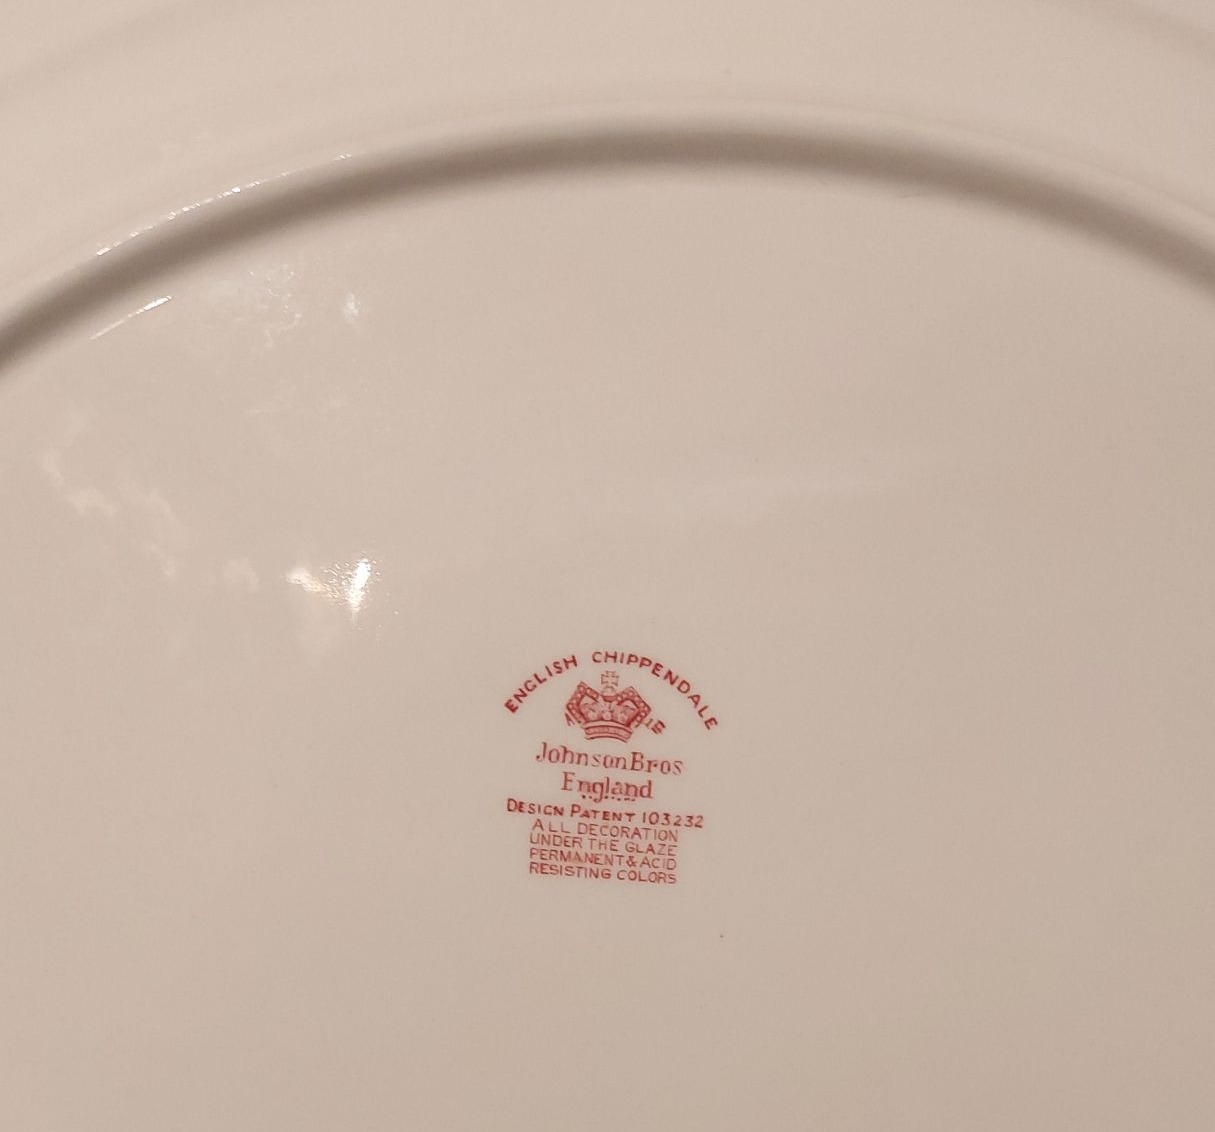 ENGLISH CHIPPENDALE
Johnson Bros
England
DESIGN PATENT 103232
ALL DECORATION
UNDER THE GLAZE
PERMANENT & ACID
RESISTING COLORS